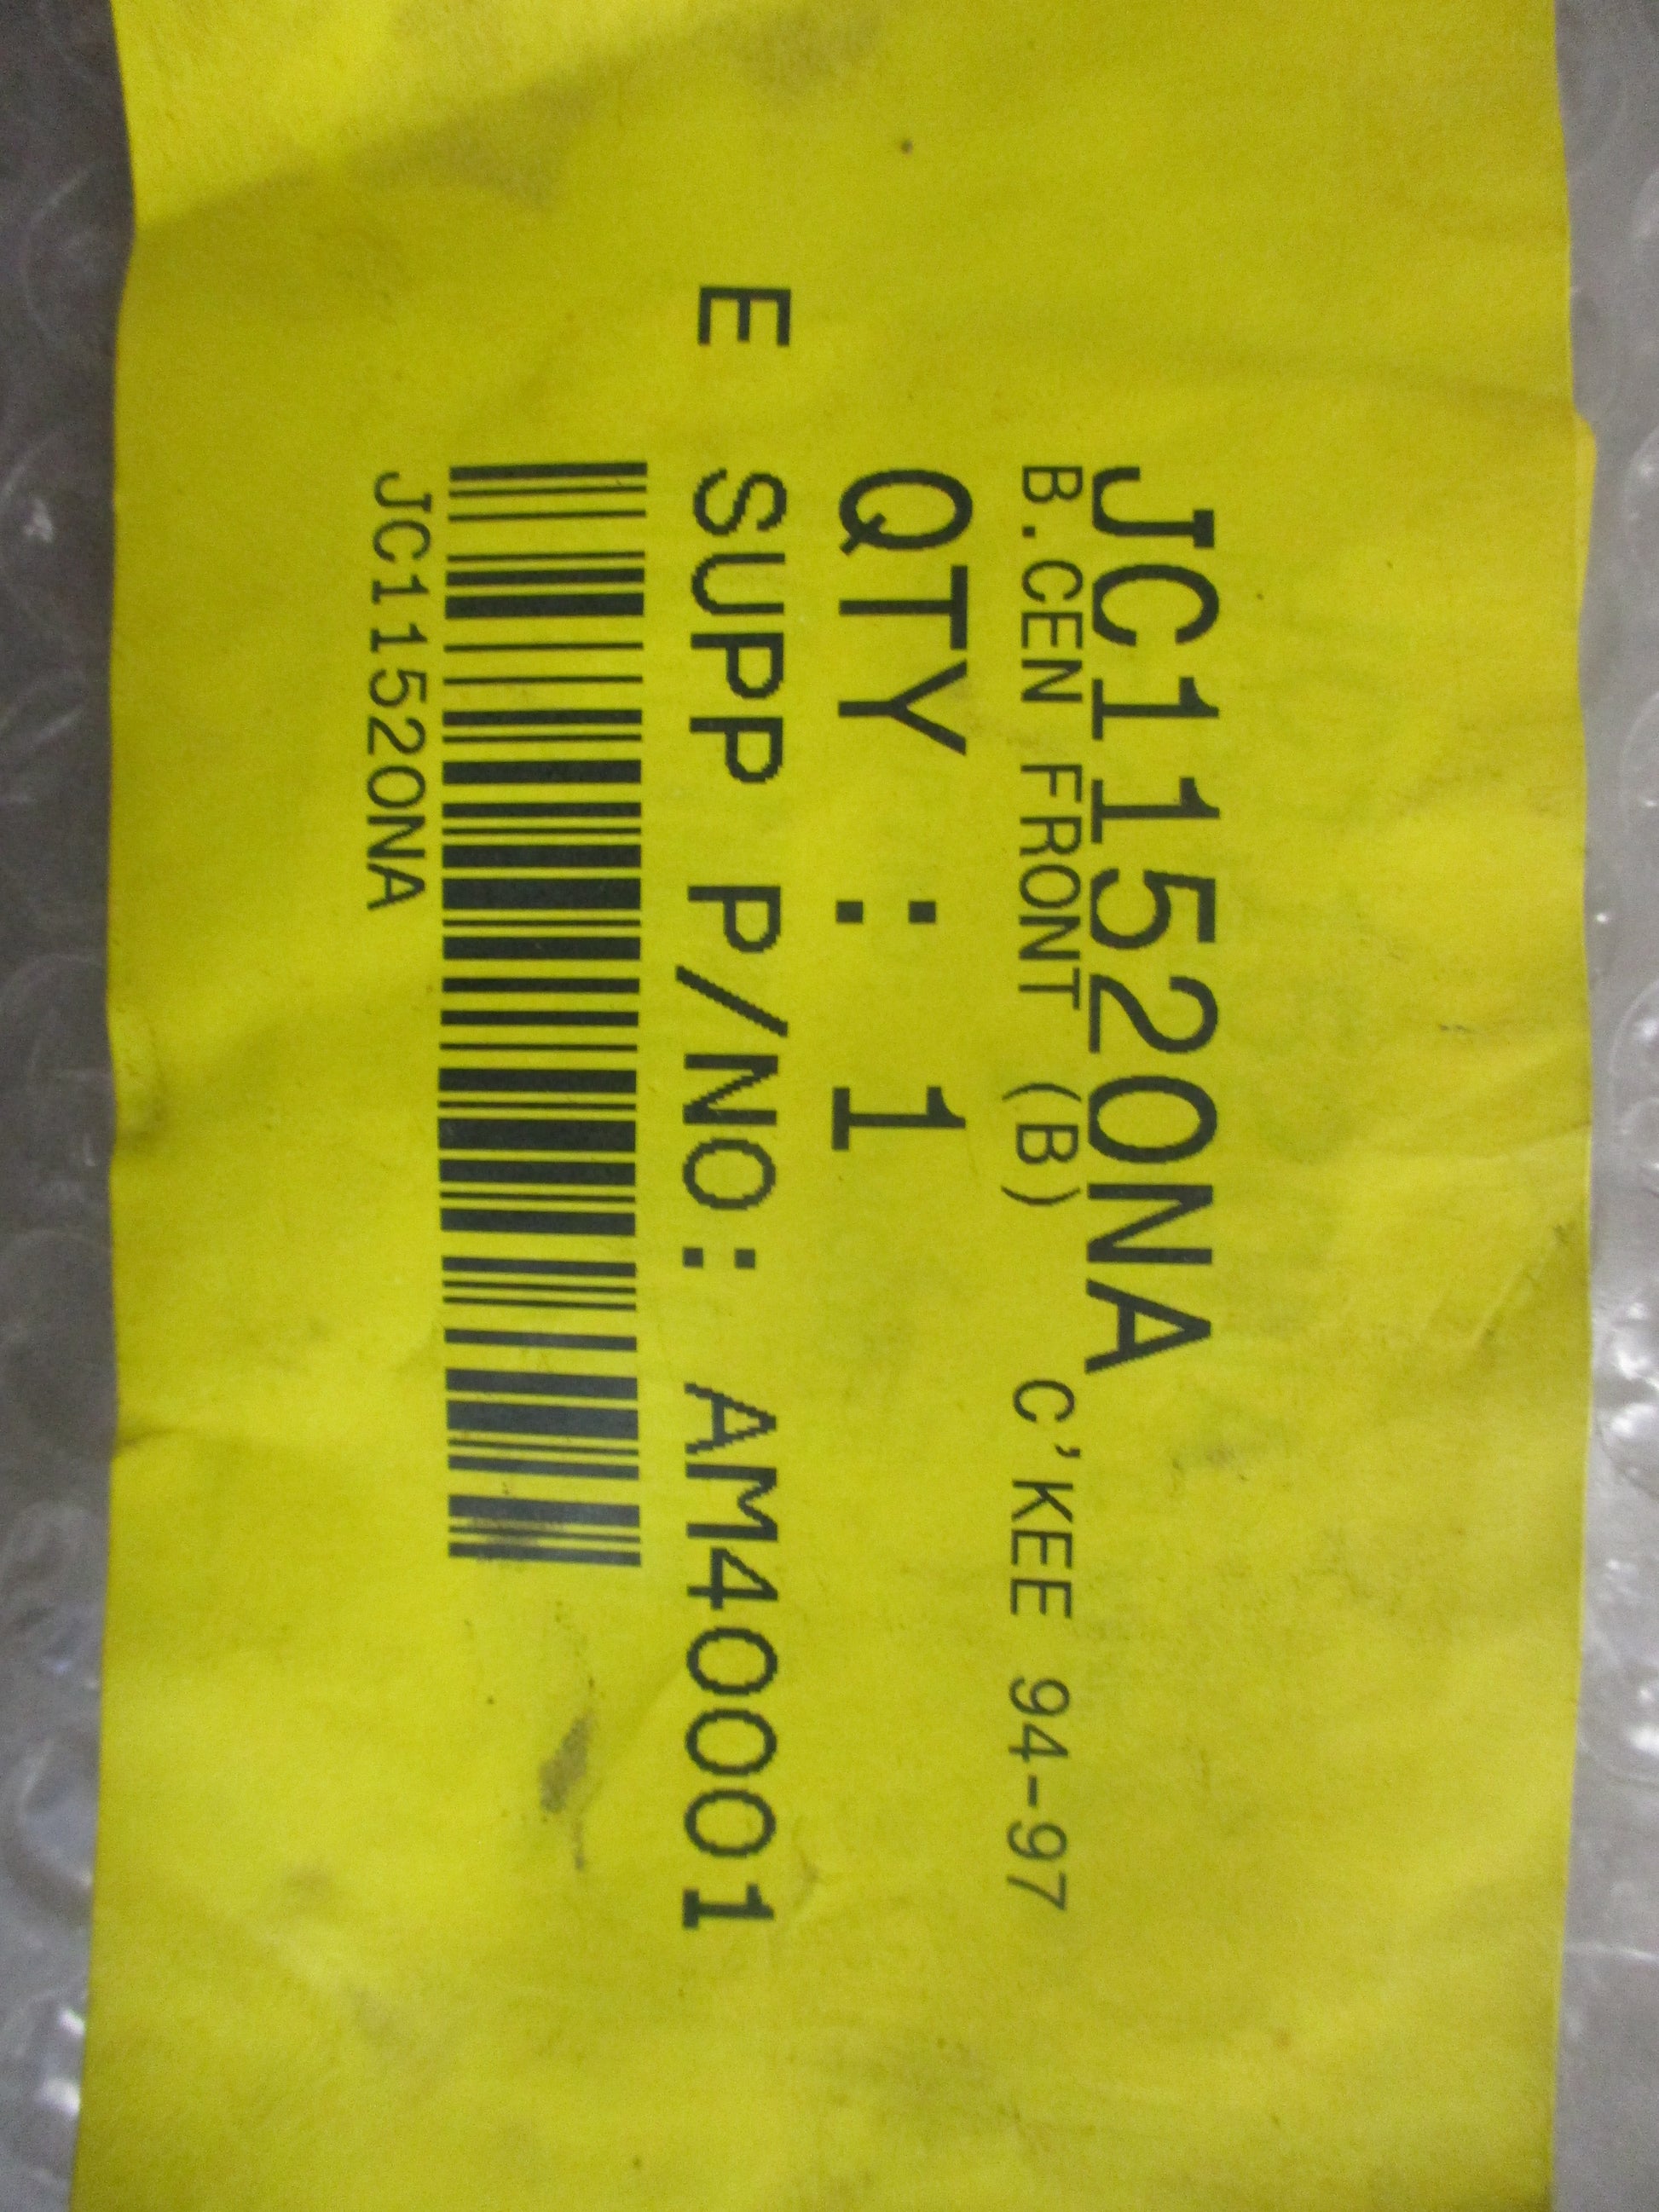 JC11520NA
B.CEN FRONT (B) C'KEE 94-97
QTY : 1
E SUPP P/NO: AM40001
JC11520NA